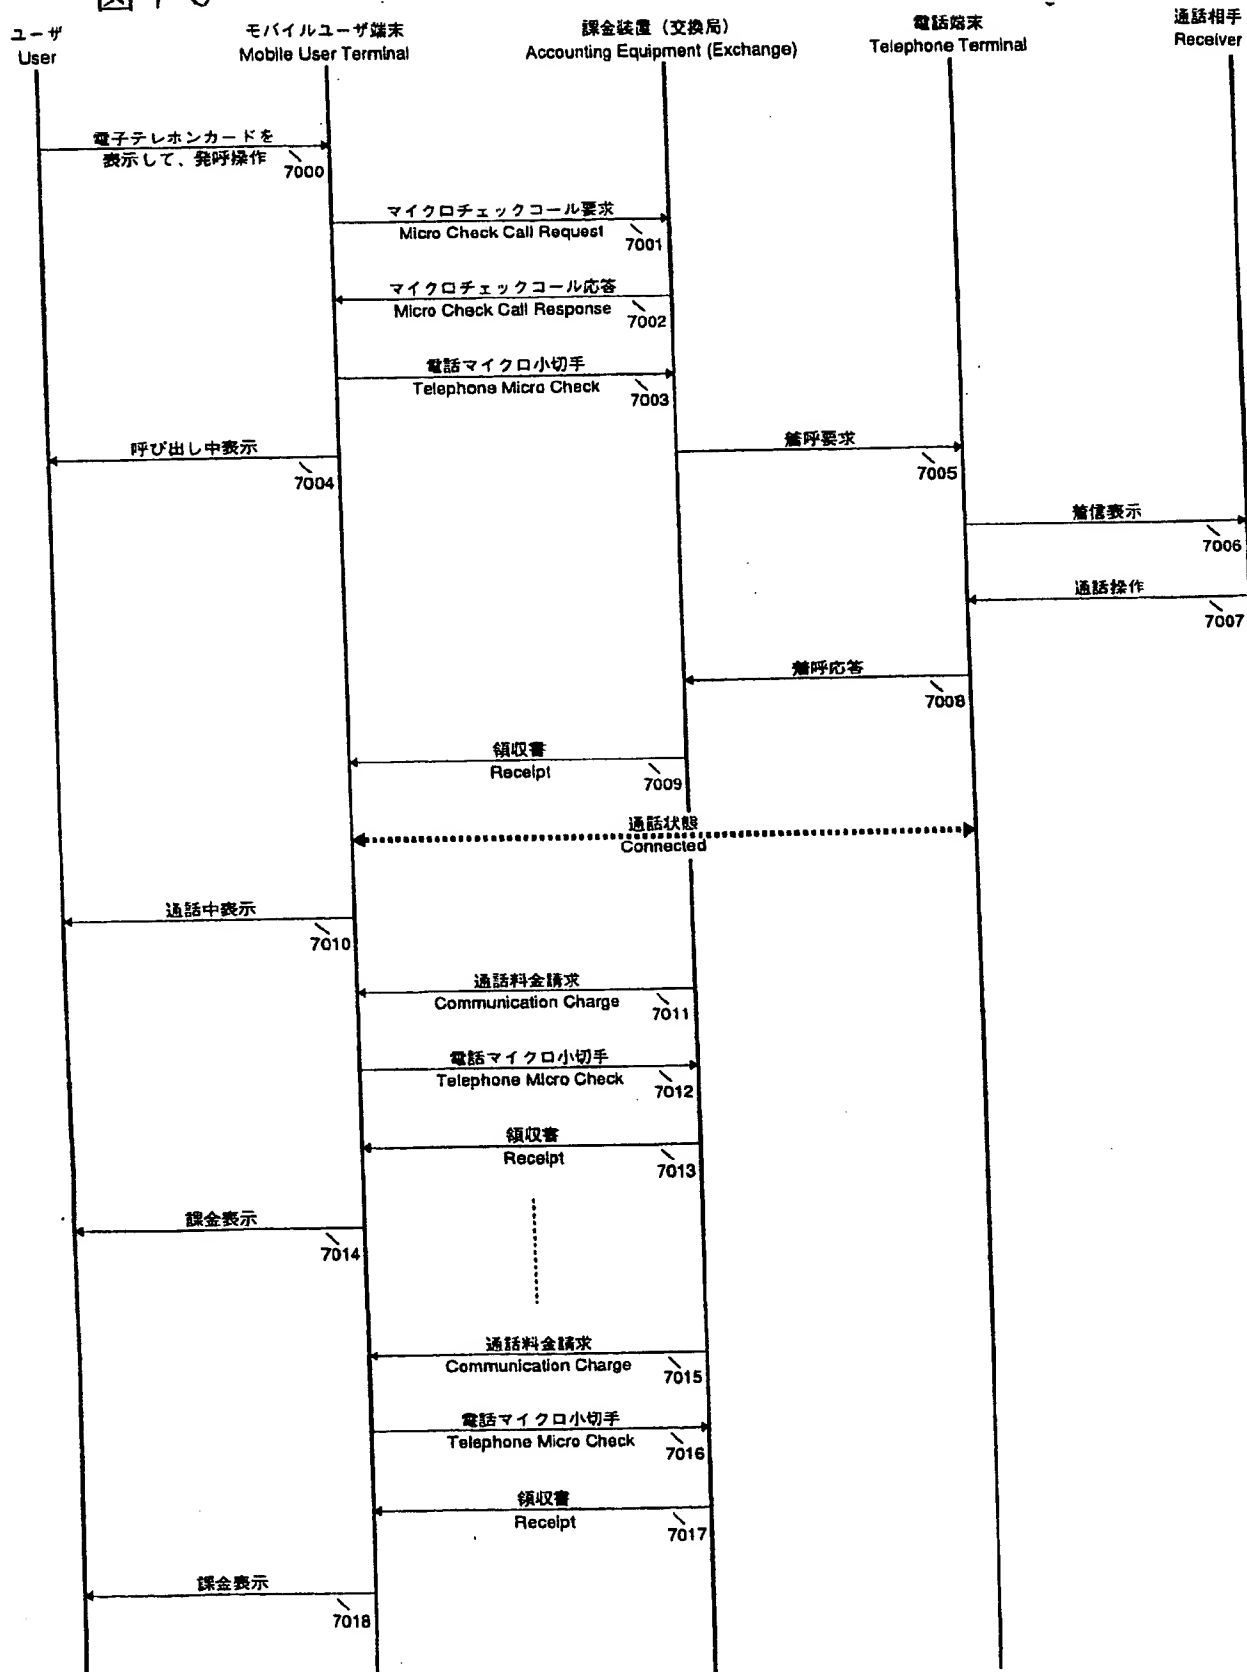 ユーザ
User
モバイルユーザ端末
Mobile User Terminal
課金装置（交換局）
Accounting Equipment (Exchange)
電話端末
Telephone Terminal
通話相手
Receiver
電子テレホンカードを
表示して、発呼操作
7000
マイクロチェックコール要求
Micro Check Call Request
7001
マイクロチェックコール応答
Micro Check Call Response
7002
電話マイクロ小切手
Telephone Micro Check
7003
呼び出し中表示
7004
着呼要求
7005
着信表示
7006
通話操作
7007
着呼応答
7008
領収書
Receipt
7009
通話状態
Connected
通話中表示
7010
通話料金請求
Communication Charge
7011
電話マイクロ小切手
Telephone Micro Check
7012
領収書
Receipt
7013
課金表示
7014
通話料金請求
Communication Charge
7015
電話マイクロ小切手
Telephone Micro Check
7016
領収書
Receipt
7017
課金表示
7018